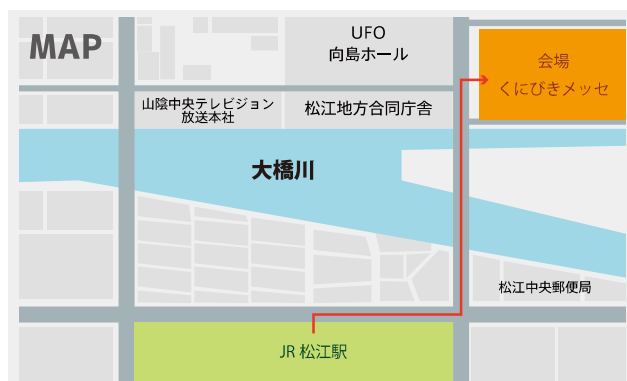 MAP
UFO
向島ホール
会場
くにびきメッセ
山陰中央テレビジョン
放送本社
松江地方合同庁舎
大橋川
松江中央郵便局
JR 松江駅